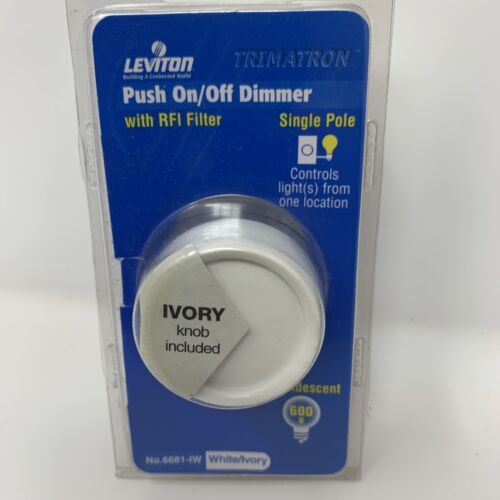 LEVITON
Building a Connected World
TRIMATRON
Push On/Off Dimmer
with RFI Filter
Single Pole
Controls
light(s) from
one location
IVORY
knob
included
descent
600
W
No.6681-IW White/Ivory